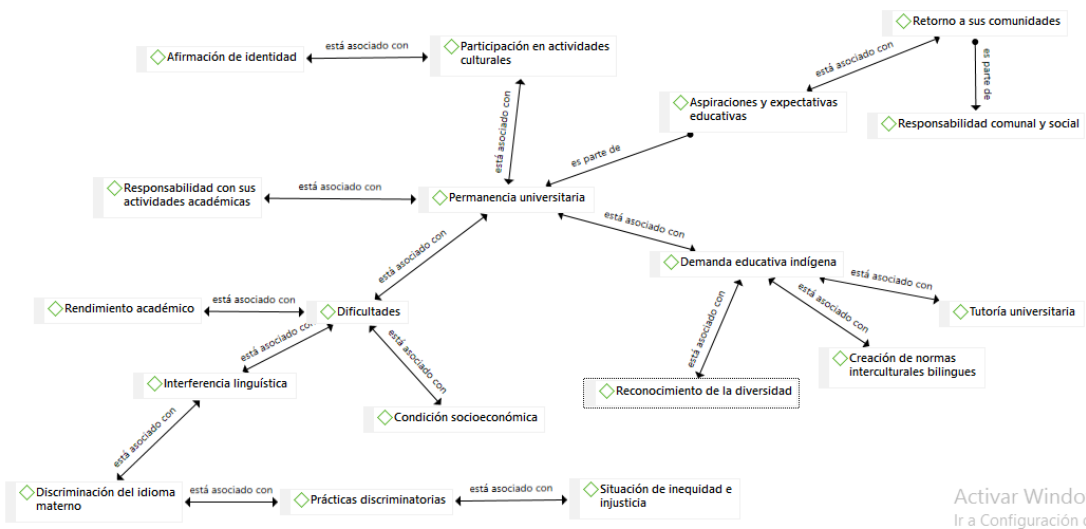 Retorno a sus comunidades
Afirmación de identidad
está asociado con
Participación en actividades
culturales
está asociado con
es parte de
Aspiraciones y expectativas
educativas
Responsabilidad comunal y social
está asociado con
es parte de
Responsabilidad con sus
actividades académicas
está asociado con
Permanencia universitaria
está asociado con
está asociado con
Demanda educativa indígena
está asociado con
Rendimiento académico
está asociado con
Dificultades
está asociado con
Tutoría universitaria
está asociado con
está asociado con
está asociado con
Creación de normas
interculturales bilingues
Interferencia linguística
Reconocimiento de la diversidad
Condición socioeconómica
está asociado con
Discriminación del idioma
materno
está asociado con
Prácticas discriminatorias
está asociado con
Situación de inequidad e
injusticia
Activar Windo
Ir a Configuración